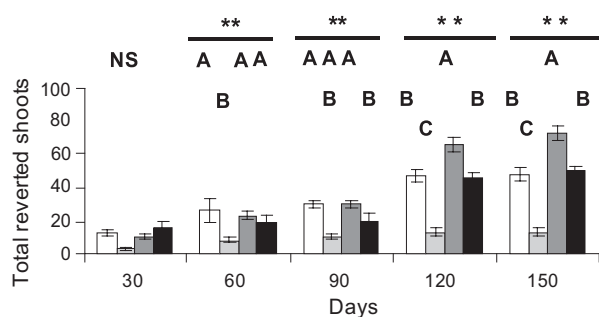 ** ** ** **
NS A A A A A A A A
B B B B B B B
C C
Total reverted shoots
100
80
60
40
20
0
30 60 90 120 150
Days